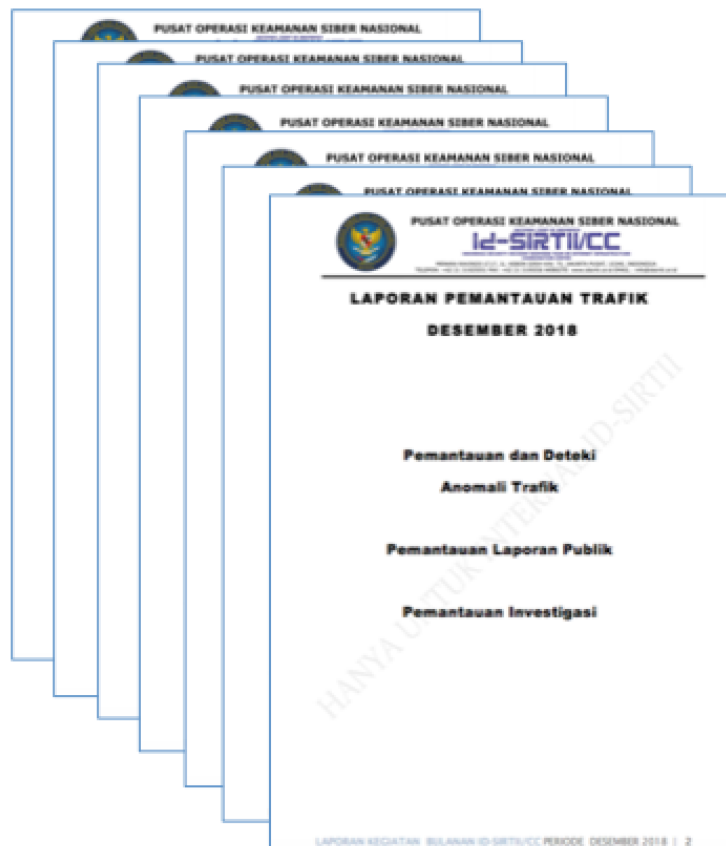 PUSAT OPERASI KEAMANAN SIBER NASIONAL
PUSAT OPERASI KEAMANAN SIBER NASIONAL
PUSAT OPERASI KEAMANAN SIBER NASIONAL
PUSAT OPERASI KEAMANAN SIBER NASIONAL
PUSAT OPERASI KEAMANAN SIBER NASIONAL
PUSAT OPERASI KEAMANAN SIBER NASIONAL
PUSAT OPERASI KEAMANAN SIBER NASIONAL
id-SIRTII/CC
LAPORAN PEMANTAUAN TRAFIK
DESEMBER 2018
Pemantauan dan Deteki
Anomali Trafik
Pemantauan Laporan Publik
Pemantauan Investigasi
HANYA UNTUK INTERNAL ID-SIRTII
LAPORAN KEGIATAN BULANAN ID-SIRTII/CC PERIODE DESEMBER 2018 | 2